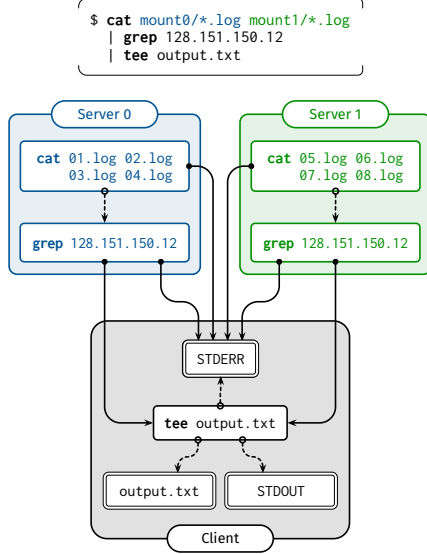 $ cat mount0/*.log mount1/*.log
| grep 128.151.150.12
| tee output.txt
Server 0
cat 01.log 02.log
03.log 04.log
grep 128.151.150.12
Server 1
cat 05.log 06.log
07.log 08.log
grep 128.151.150.12
STDERR
tee output.txt
output.txt
STDOUT
Client